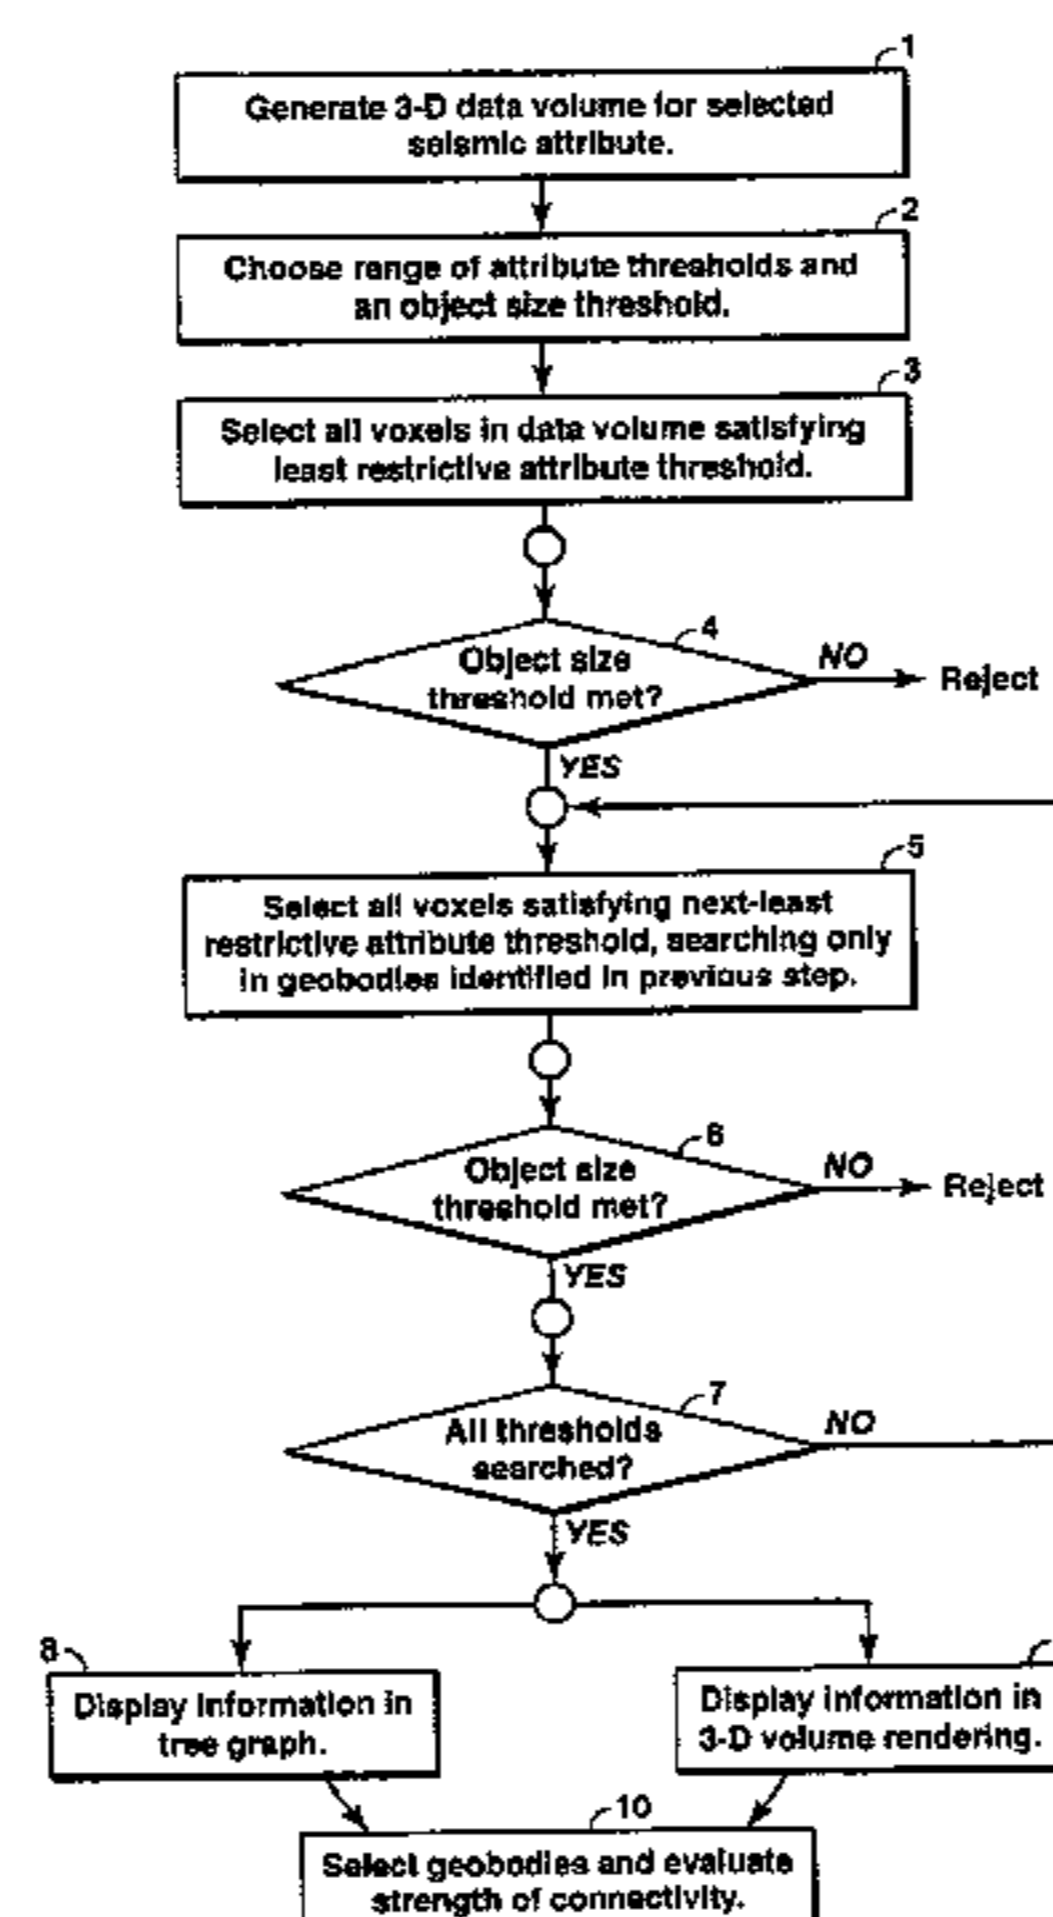 1
Generate 3-D data volume for selected
seismic attribute.
2
Choose range of attribute thresholds and
an object size threshold.
3
Select all voxels in data volume satisfying
least restrictive attribute threshold.
4
Object size
threshold met?
NO
Reject
YES
5
Select all voxels satisfying next-least
restrictive attribute threshold, searching only
in geobodies identified in previous step.
6
Object size
threshold met?
NO
Reject
YES
7
All thresholds
searched?
NO
YES
8
Display information in
tree graph.
Display information in
3-D volume rendering.
10
Select geobodies and evaluate
strength of connectivity.